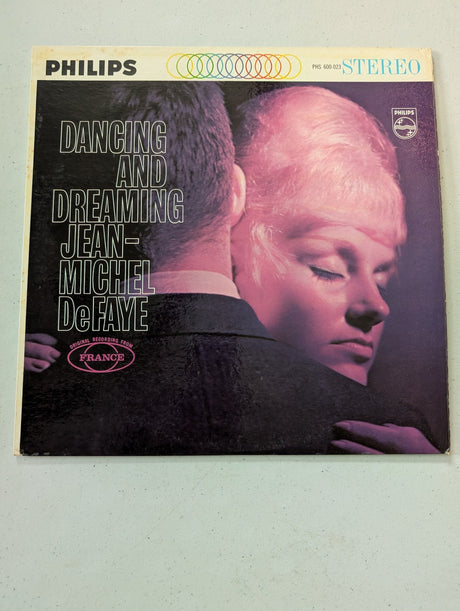 PHILIPS
PHS 600-023 STEREO
PHILIPS
DANCING
AND
DREAMING
JEAN-
MICHEL
DeFAYE
ORIGINAL RECORDING FROM
FRANCE